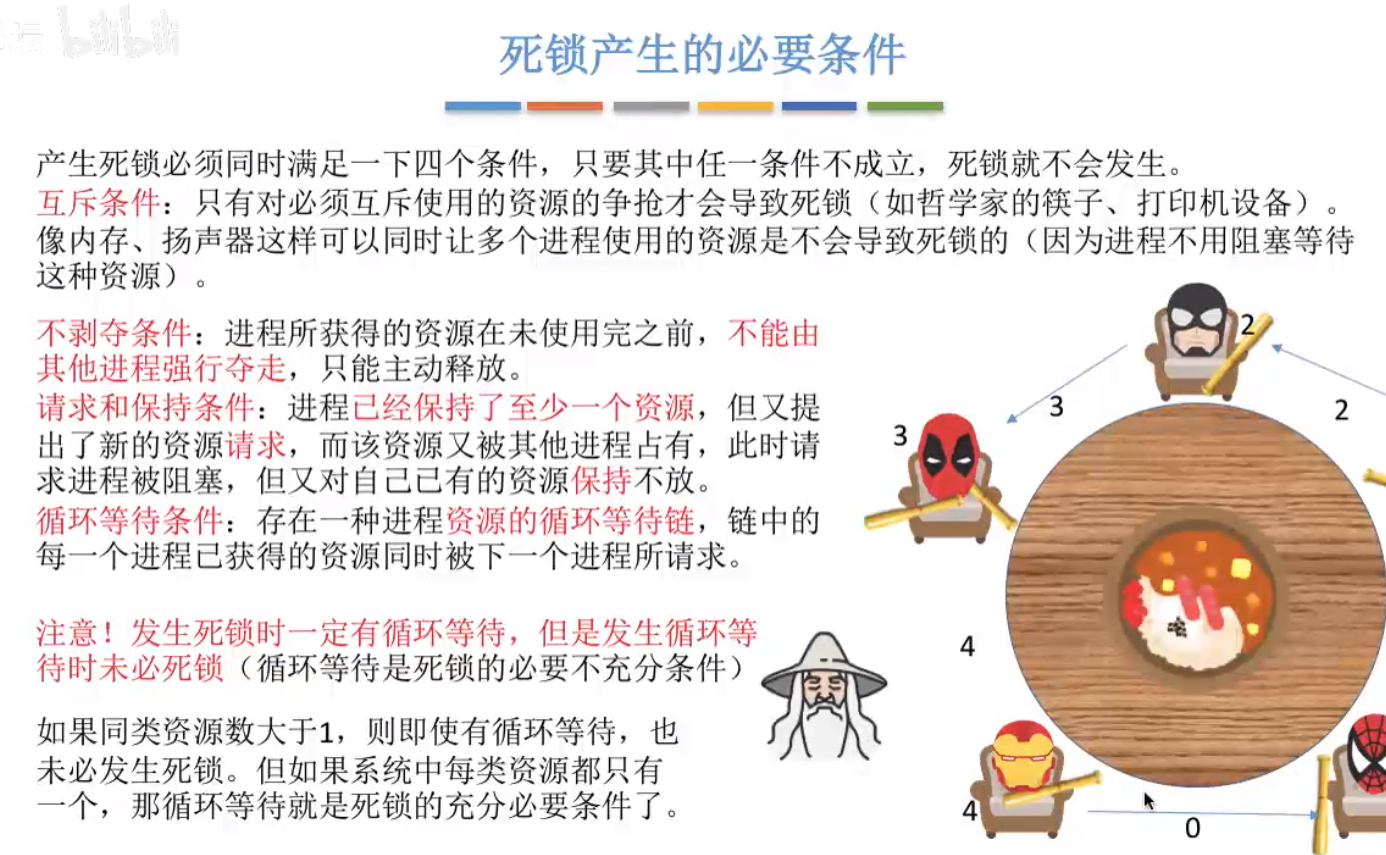 坛 bilibili
死锁产生的必要条件
产生死锁必须同时满足一下四个条件，只要其中任一条件不成立，死锁就不会发生。
互斥条件：只有对必须互斥使用的资源的争抢才会导致死锁（如哲学家的筷子、打印机设备）。
像内存、扬声器这样可以同时让多个进程使用的资源是不会导致死锁的（因为进程不用阻塞等待
这种资源）。
不剥夺条件：进程所获得的资源在未使用完之前，不能由
其他进程强行夺走，只能主动释放。
请求和保持条件：进程已经保持了至少一个资源，但又提
出了新的资源请求，而该资源又被其他进程占有，此时请
求进程被阻塞，但又对自己已有的资源保持不放。
循环等待条件：存在一种进程资源的循环等待链，链中的
每一个进程已获得的资源同时被下一个进程所请求。
注意！发生死锁时一定有循环等待，但是发生循环等
待时未必死锁（循环等待是死锁的必要不充分条件）
如果同类资源数大于1，则即使有循环等待，也
未必发生死锁。但如果系统中每类资源都只有
一个，那循环等待就是死锁的充分必要条件了。
2
3
2
3
4
4
0